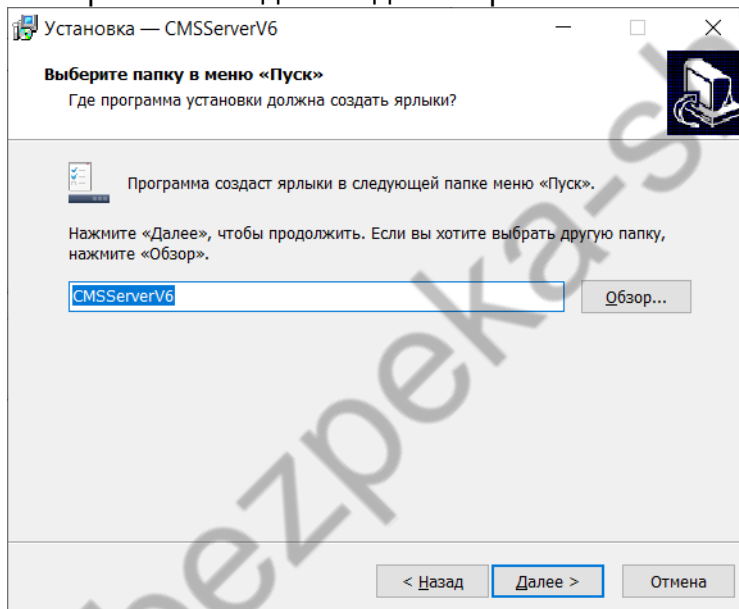 Установка — CMSServerV6
Выберите папку в меню «Пуск»
Где программа установки должна создать ярлыки?
Программа создаст ярлыки в следующей папке меню «Пуск».
Нажмите «Далее», чтобы продолжить. Если вы хотите выбрать другую папку,
нажмите «Обзор».
CMSServerV6
Обзор...
< Назад
Далее >
Отмена
bezpeka-s